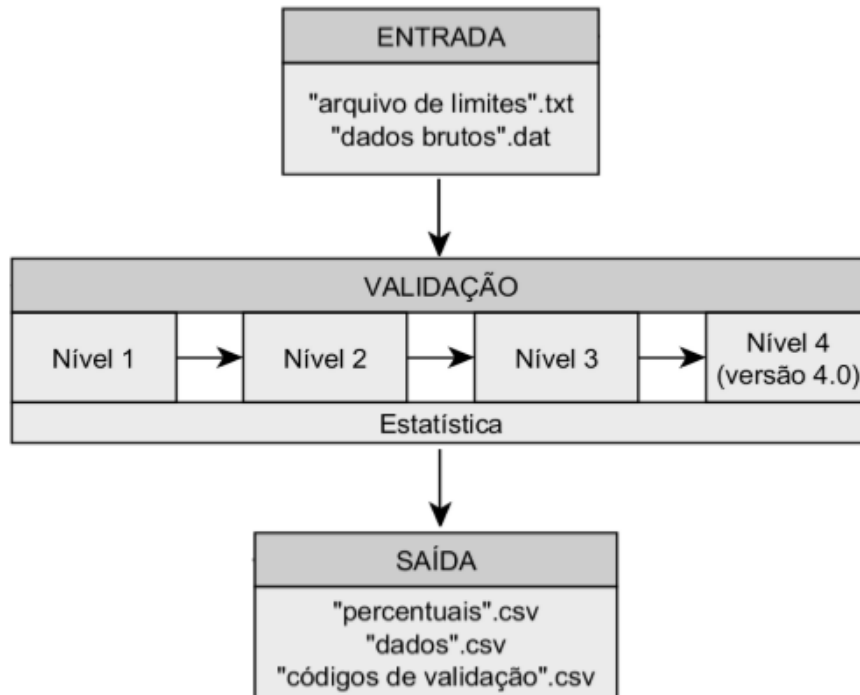 ENTRADA
"arquivo de limites".txt
"dados brutos".dat
VALIDAÇÃO
Nível 1
Nível 2
Nível 3
Nível 4
(versão 4.0)
Estatística
SAÍDA
"percentuais".csv
"dados".csv
"códigos de validação".csv